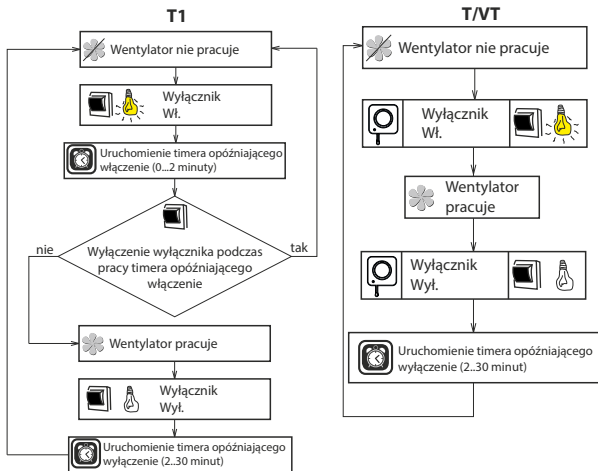 T1
Wentylator nie pracuje
Wyłącznik
Wł.
Uruchomienie timera opóźniającego
włączenie (0...2 minuty)
nie
tak
Wyłączenie wyłącznika podczas
pracy timera opóźniającego
włączenie
Wentylator pracuje
Wyłącznik
Wył.
Uruchomienie timera opóźniającego
wyłączenie (2..30 minut)
T/VT
Wentylator nie pracuje
Wyłącznik
Wł.
Wentylator
pracuje
Wyłącznik
Wył.
Uruchomienie timera opóźniającego
wyłączenie (2..30 minut)